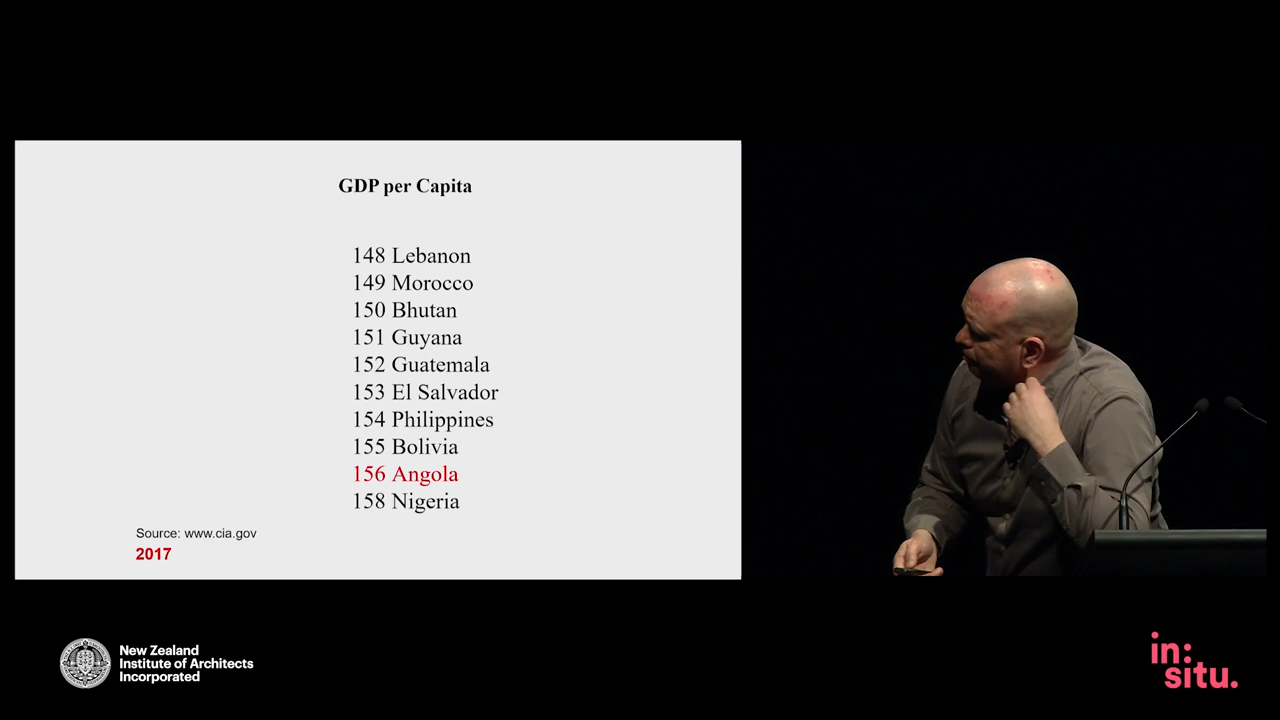 GDP per Capita
148 Lebanon
149 Morocco
150 Bhutan
151 Guyana
152 Guatemala
153 El Salvador
154 Philippines
155 Bolivia
156 Angola
158 Nigeria
Source: www.cia.gov
2017
New Zealand
Institute of Architects
Incorporated
in:
situ.